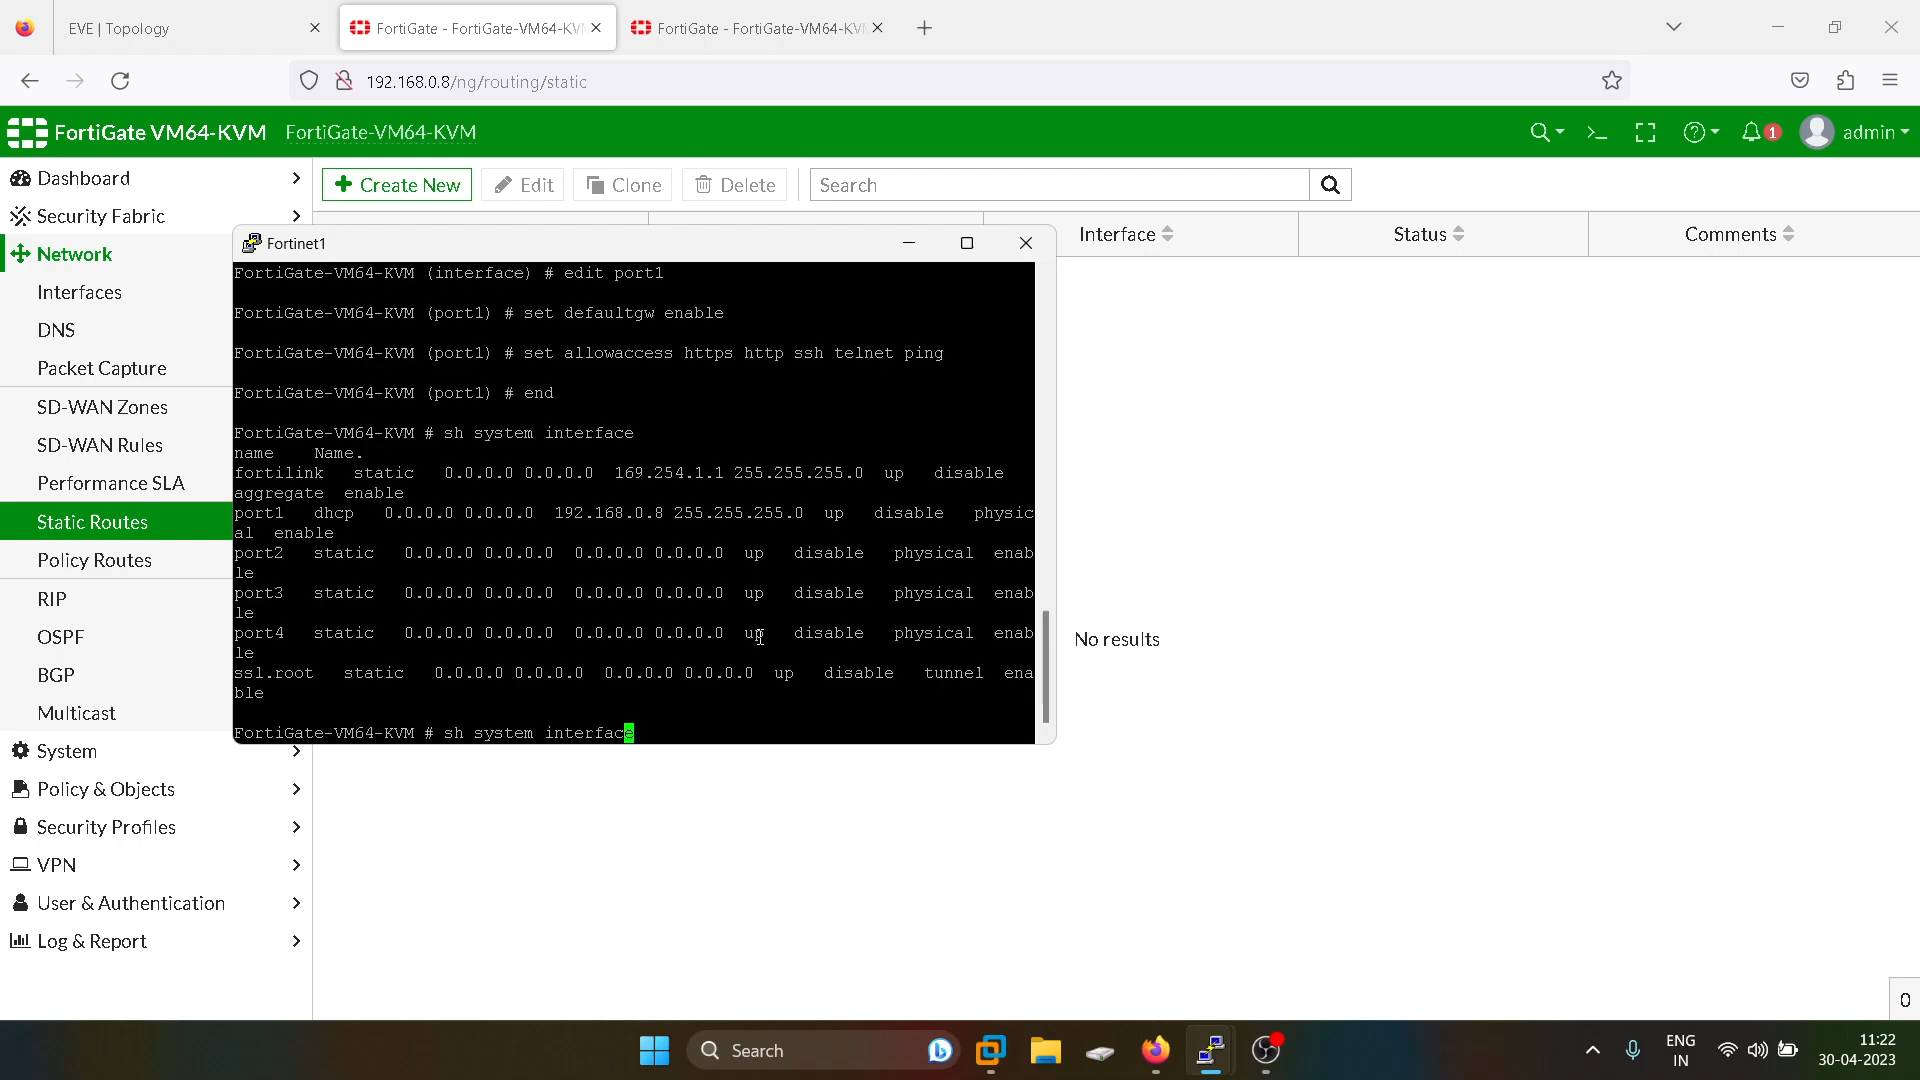 EVE | Topology
FortiGate - FortiGate-VM64-KVM
FortiGate - FortiGate-VM64-KVM
192.168.0.8/ng/routing/static
FortiGate VM64-KVM FortiGate-VM64-KVM
1
admin
Dashboard
Security Fabric
Network
Interfaces
DNS
Packet Capture
SD-WAN Zones
SD-WAN Rules
Performance SLA
Static Routes
Policy Routes
RIP
OSPF
BGP
Multicast
System
Policy & Objects
Security Profiles
VPN
User & Authentication
Log & Report
Create New Edit Clone Delete Search
Interface Status Comments
Fortinet1
FortiGate-VM64-KVM (interface) # edit port1
FortiGate-VM64-KVM (port1) # set defaultgw enable
FortiGate-VM64-KVM (port1) # set allowaccess https http ssh telnet ping
FortiGate-VM64-KVM (port1) # end
FortiGate-VM64-KVM # sh system interface
name    Name.
fortilink   static   0.0.0.0 0.0.0.0  169.254.1.1 255.255.255.0  up   disable
aggregate  enable
port1   dhcp   0.0.0.0 0.0.0.0  192.168.0.8 255.255.255.0  up   disable   physic
al  enable
port2   static   0.0.0.0 0.0.0.0  0.0.0.0 0.0.0.0  up   disable   physical  enab
le
port3   static   0.0.0.0 0.0.0.0  0.0.0.0 0.0.0.0  up   disable   physical  enab
le
port4   static   0.0.0.0 0.0.0.0  0.0.0.0 0.0.0.0  up   disable   physical  enab
le
ssl.root   static   0.0.0.0 0.0.0.0  0.0.0.0 0.0.0.0  up   disable   tunnel  ena
ble
FortiGate-VM64-KVM # sh system interface
No results
0
Search
ENG
IN
11:22
30-04-2023